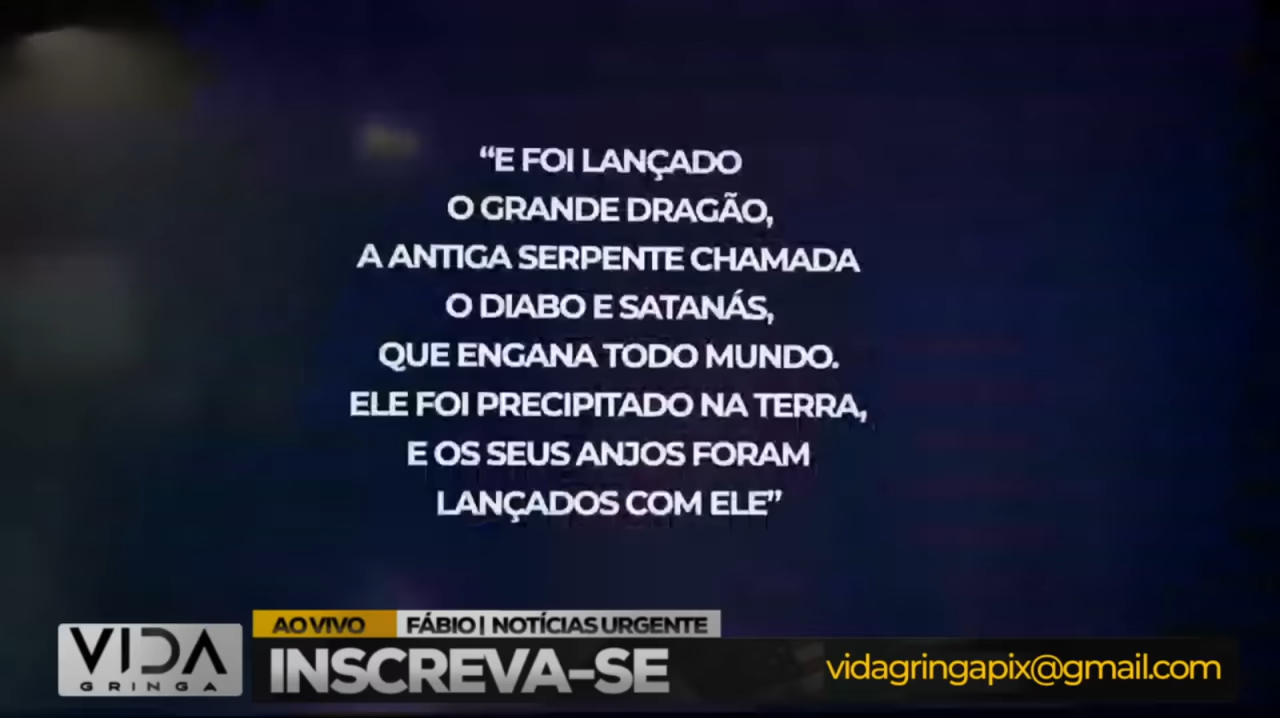 “E FOI LANÇADO
O GRANDE DRAGÃO,
A ANTIGA SERPENTE CHAMADA
O DIABO E SATANÁS,
QUE ENGANA TODO MUNDO.
ELE FOI PRECIPITADO NA TERRA,
E OS SEUS ANJOS FORAM
LANÇADOS COM ELE”
AO VIVO
FÁBIO | NOTÍCIAS URGENTE
VIDA
GRINGA
INSCREVA-SE
vidagringapix@gmail.com